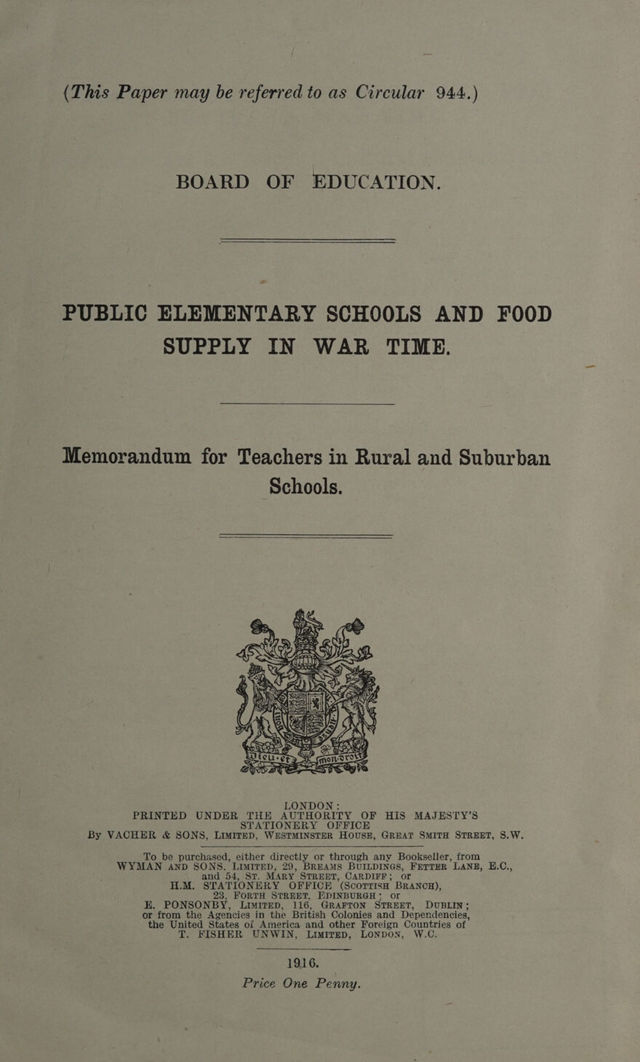 (This Paper may be referred to as Circular 944.)
BOARD OF EDUCATION.
PUBLIC ELEMENTARY SCHOOLS AND FOOD
SUPPLY IN WAR TIME.
Memorandum for Teachers in Rural and Suburban
Schools.
Dieu et mon droit
LONDON:
PRINTED UNDER THE AUTHORITY OF HIS MAJESTY'S
STATIONERY OFFICE
By VACHER & SONS, LIMITED, WESTMINSTER HOUSE, GREAT SMITH STREET, S.W.
To be purchased, either directly or through any Bookseller, from
WYMAN AND SONS, LIMITED, 29, BREAMS BUILDINGS, FETTER LANE, E.C.,
and 54, ST. MARY STREET, CARDIFF; or
H.M. STATIONERY OFFICE (SCOTTISH BRANCH),
23, FORTH STREET, EDINBURGH; or
E. PONSONBY, LIMITED, 116, GRAFTON STREET, DUBLIN;
or from the Agencies in the British Colonies and Dependencies,
the United States of America and other Foreign Countries of
T. FISHER UNWIN, LIMITED, LONDON, W.C.
1916.
Price One Penny.